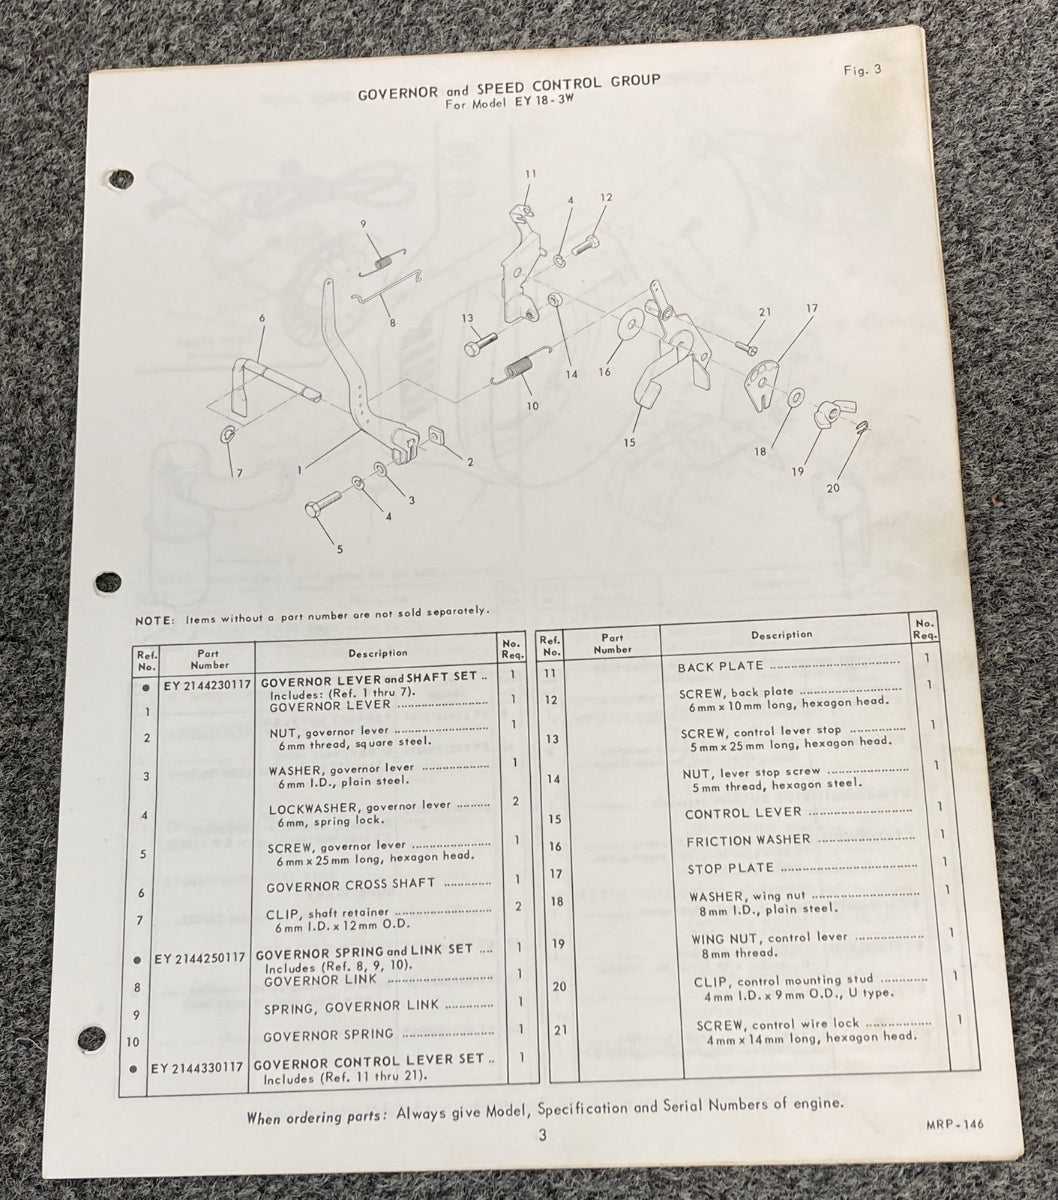 Fig. 3
GOVERNOR and SPEED CONTROL GROUP
For Model EY 18 - 3W
11
4
12
9
8
6
13
14
16
21
17
10
15
18
19
20
7
1
2
3
4
5
NOTE: Items without a part number are not sold separately.
Ref. No. Part Number Description No. Req.
● EY 2144230117 GOVERNOR LEVER and SHAFT SET .. 1
Includes: (Ref. 1 thru 7).
1 GOVERNOR LEVER ........................ 1
2 NUT, governor lever ........................ 1
6mm thread, square steel.
3 WASHER, governor lever .................. 1
6mm I.D., plain steel.
4 LOCKWASHER, governor lever ......... 2
6mm, spring lock.
5 SCREW, governor lever ..................... 1
6mm x 25mm long, hexagon head.
6 GOVERNOR CROSS SHAFT ............ 1
7 CLIP, shaft retainer ........................ 2
6mm I.D. x 12mm O.D.
● EY 2144250117 GOVERNOR SPRING and LINK SET .... 1
Includes (Ref. 8, 9, 10).
8 GOVERNOR LINK ........................ 1
9 SPRING, GOVERNOR LINK ............ 1
10 GOVERNOR SPRING ..................... 1
● EY 2144330117 GOVERNOR CONTROL LEVER SET .. 1
Includes (Ref. 11 thru 21).
Ref. No. Part Number Description No. Req.
11 BACK PLATE ................................. 1
12 SCREW, back plate ........................ 1
6mm x 10mm long, hexagon head.
13 SCREW, control lever stop ............... 1
5mm x 25mm long, hexagon head.
14 NUT, lever stop screw ..................... 1
5mm thread, hexagon steel.
15 CONTROL LEVER ........................ 1
16 FRICTION WASHER ..................... 1
17 STOP PLATE .............................. 1
18 WASHER, wing nut ........................ 1
8mm I.D., plain steel.
19 WING NUT, control lever .................. 1
8mm thread.
20 CLIP, control mounting stud ............ 1
4mm I.D. x 9mm O.D., U type.
21 SCREW, control wire lock ............... 1
4mm x 14mm long, hexagon head.
When ordering parts: Always give Model, Specification and Serial Numbers of engine.
3
MRP - 146